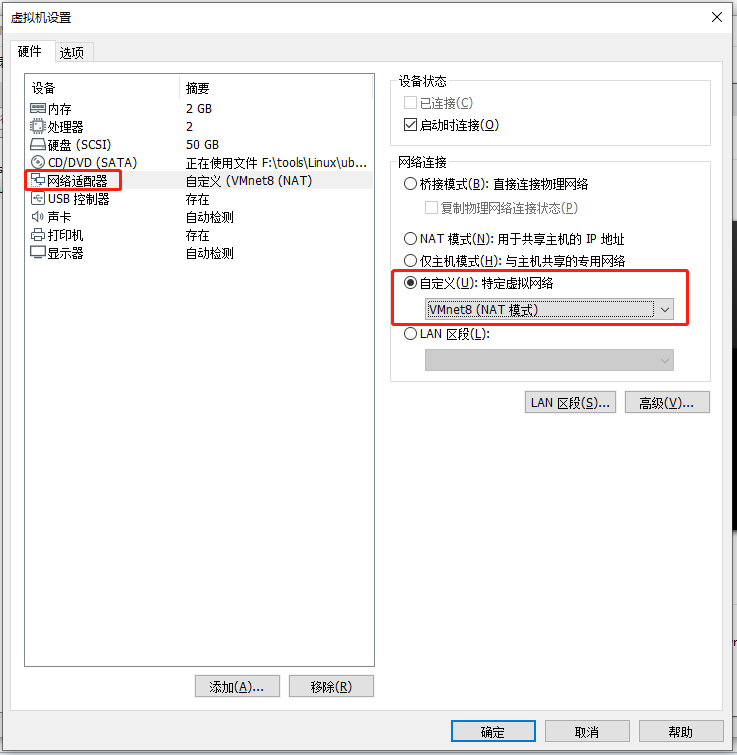 虚拟机设置
硬件 选项
设备 摘要
内存 2 GB
处理器 2
硬盘 (SCSI) 50 GB
CD/DVD (SATA) 正在使用文件 F:\tools\Linux\ub...
网络适配器 自定义 (VMnet8 (NAT)
USB 控制器 存在
声卡 自动检测
打印机 存在
显示器 自动检测
添加(A)... 移除(R)
设备状态
已连接(C)
启动时连接(O)
网络连接
桥接模式(B): 直接连接物理网络
复制物理网络连接状态(P)
NAT 模式(N): 用于共享主机的 IP 地址
仅主机模式(H): 与主机共享的专用网络
自定义(U): 特定虚拟网络
VMnet8 (NAT 模式)
LAN 区段(L):
LAN 区段(S)... 高级(V)...
确定 取消 帮助